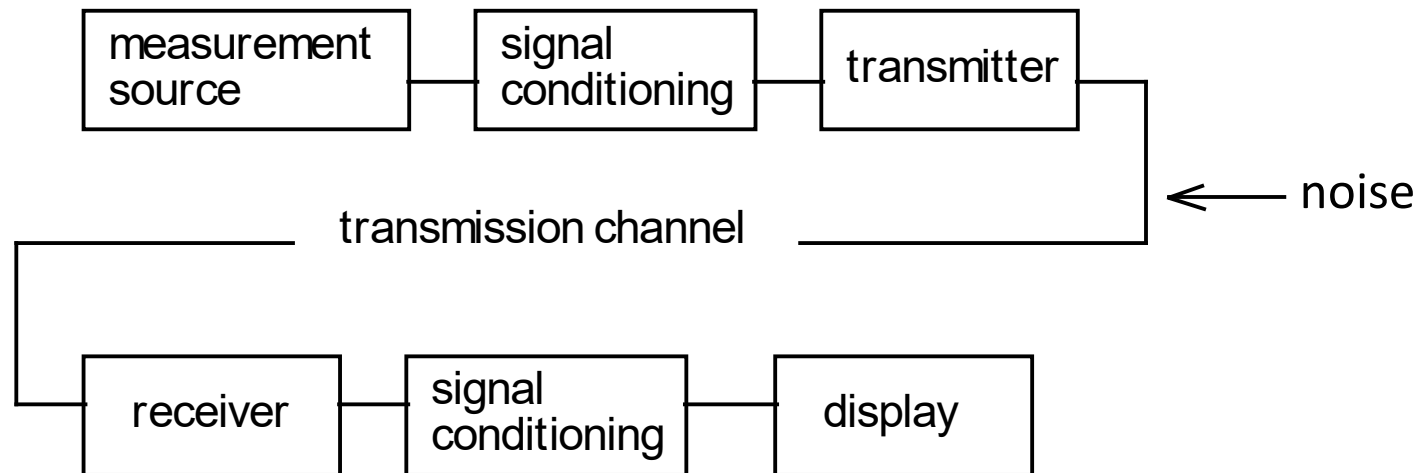 measurement
source
signal
conditioning
transmitter
noise
transmission channel
receiver
signal
conditioning
display